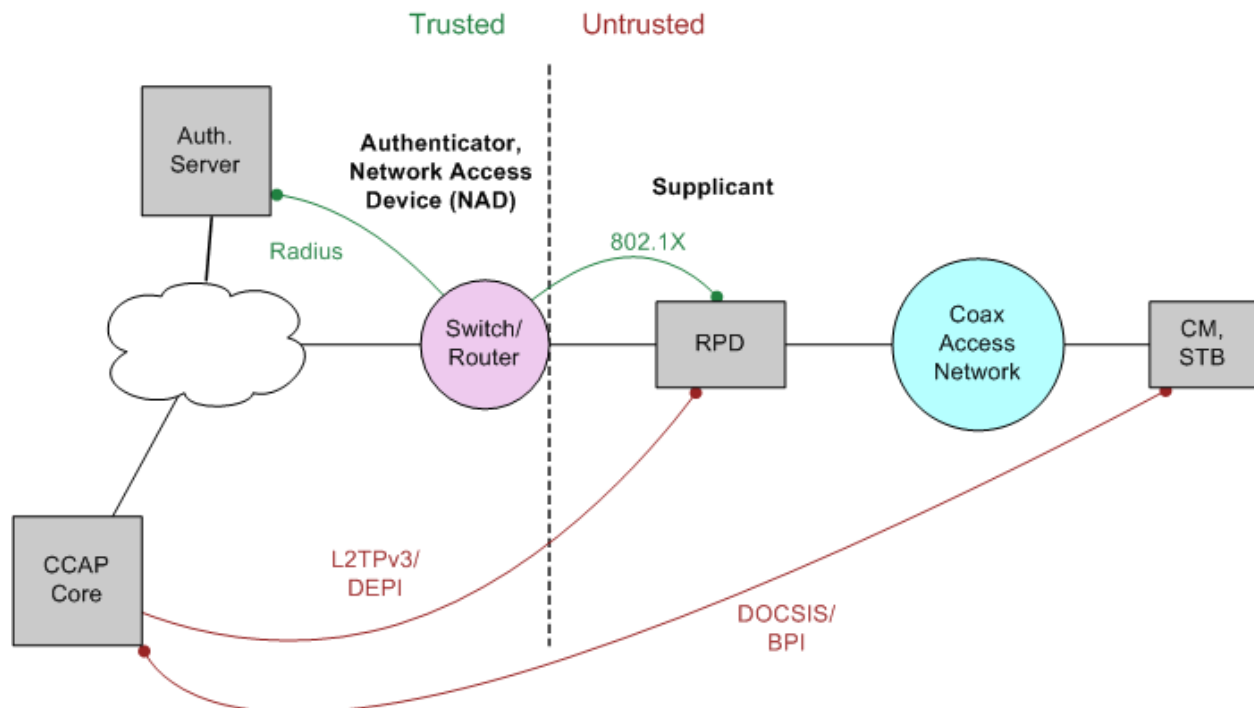 Trusted
Untrusted
Auth.
Server
Authenticator,
Network Access
Device (NAD)
Supplicant
Radius
802.1X
Switch/
Router
RPD
Coax
Access
Network
CM,
STB
CCAP
Core
L2TPv3/
DEPI
DOCSIS/
BPI